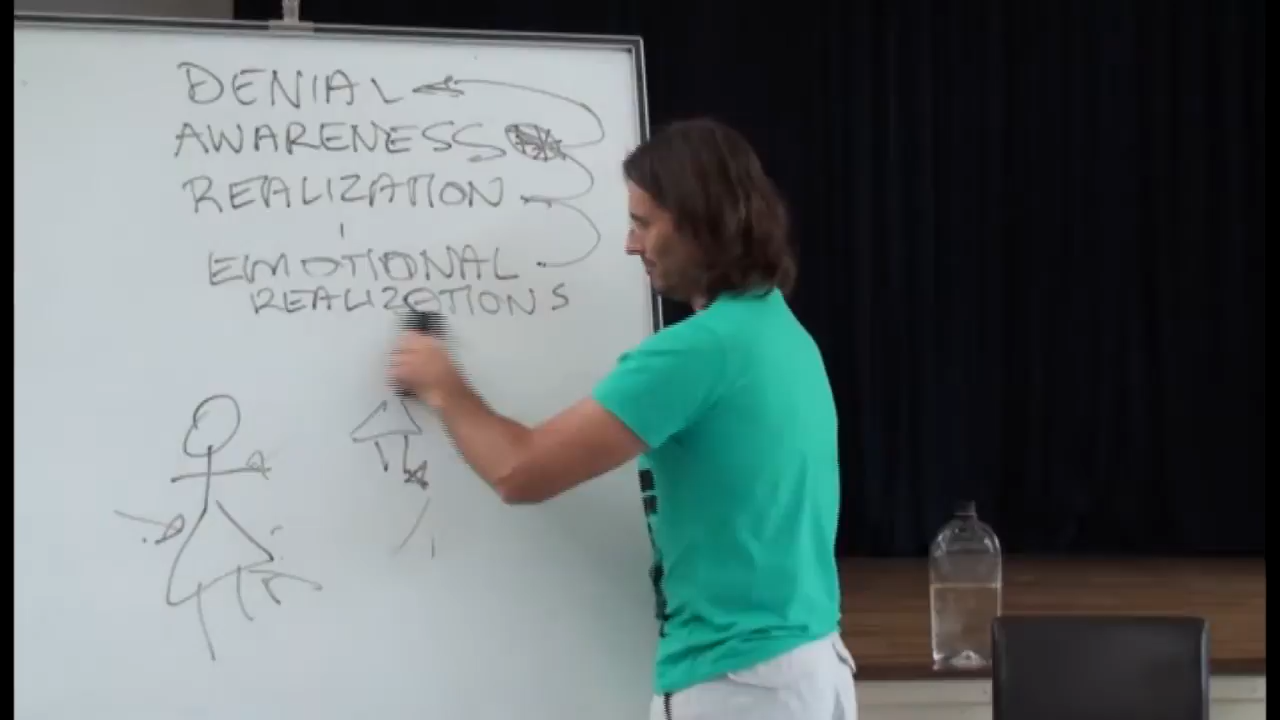 DENIAL
AWARENESS
REALIZATION
EMOTIONAL
REALIZATIONS